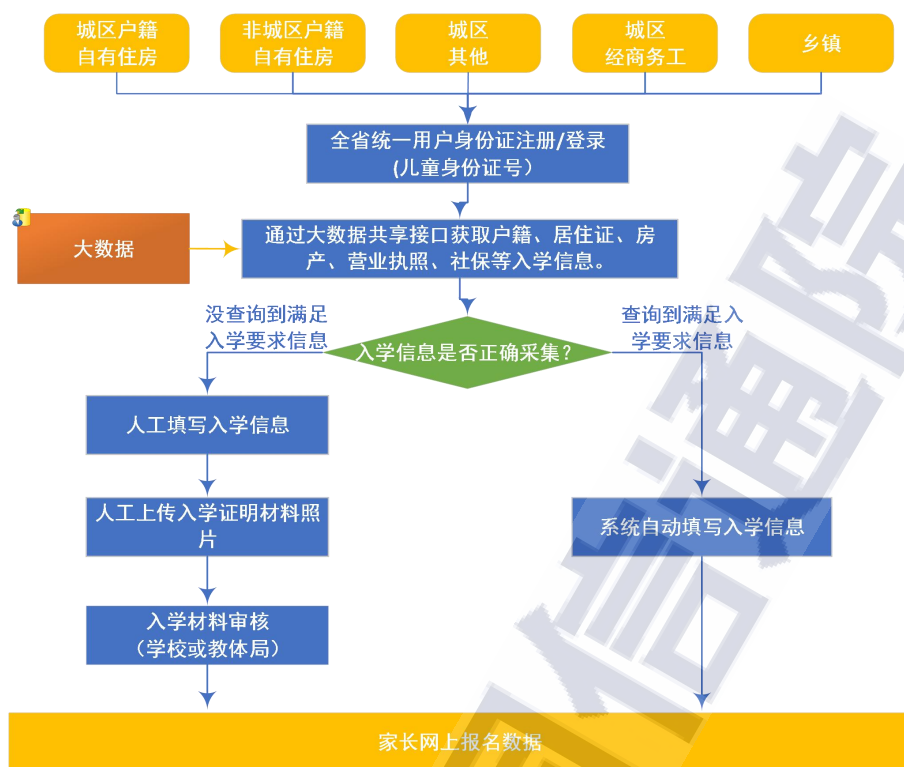 城区户籍
自有住房
非城区户籍
自有住房
城区
其他
城区
经商务工
乡镇
全省统一用户身份证注册/登录
(儿童身份证号）
大数据
通过大数据共享接口获取户籍、居住证、房
产、营业执照、社保等入学信息。
没查询到满足
入学要求信息
入学信息是否正确采集？
查询到满足入
学要求信息
人工填写入学信息
人工上传入学证明材料照
片
系统自动填写入学信息
入学材料审核
（学校或教体局）
家长网上报名数据
信通院